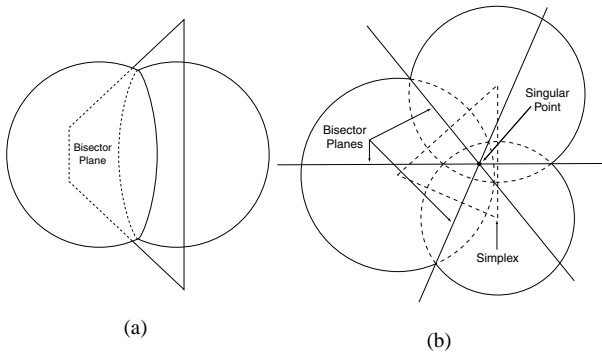 Bisector
Plane
(a)
Singular
Point
Bisector
Planes
Simplex
(b)